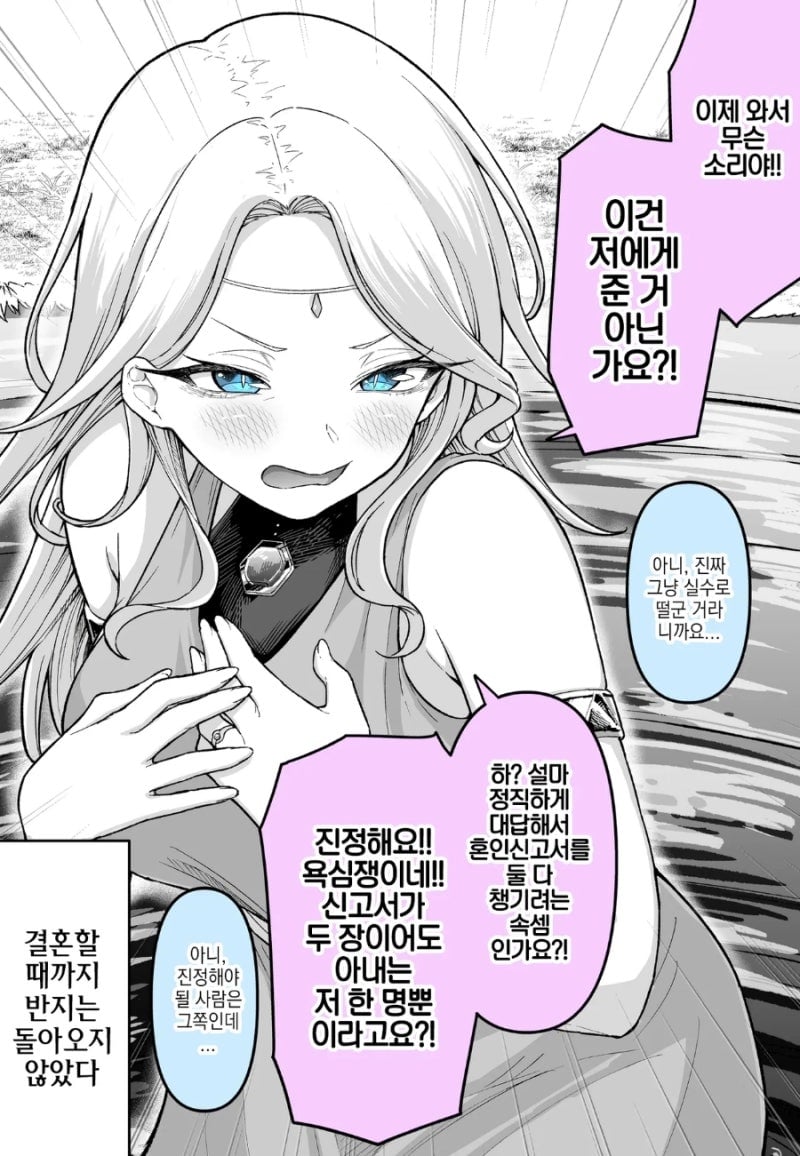 이제 와서
무슨
소리야!!
이건
저에게
준 거
아닌
가요?!
아니, 진짜
그냥 실수로
떨군 거라
니까요...
하? 설마
정직하게
대답해서
혼인신고서를
둘 다
챙기려는
속셈
인가요?!
진정해요!!
욕심쟁이네!!
신고서가
두 장이어도
아내는
저 한 명뿐
이라고요?!
아니,
진정해야
될 사람은
그쪽인데
...
결혼할
때까지
반지는
돌아오지
않았다